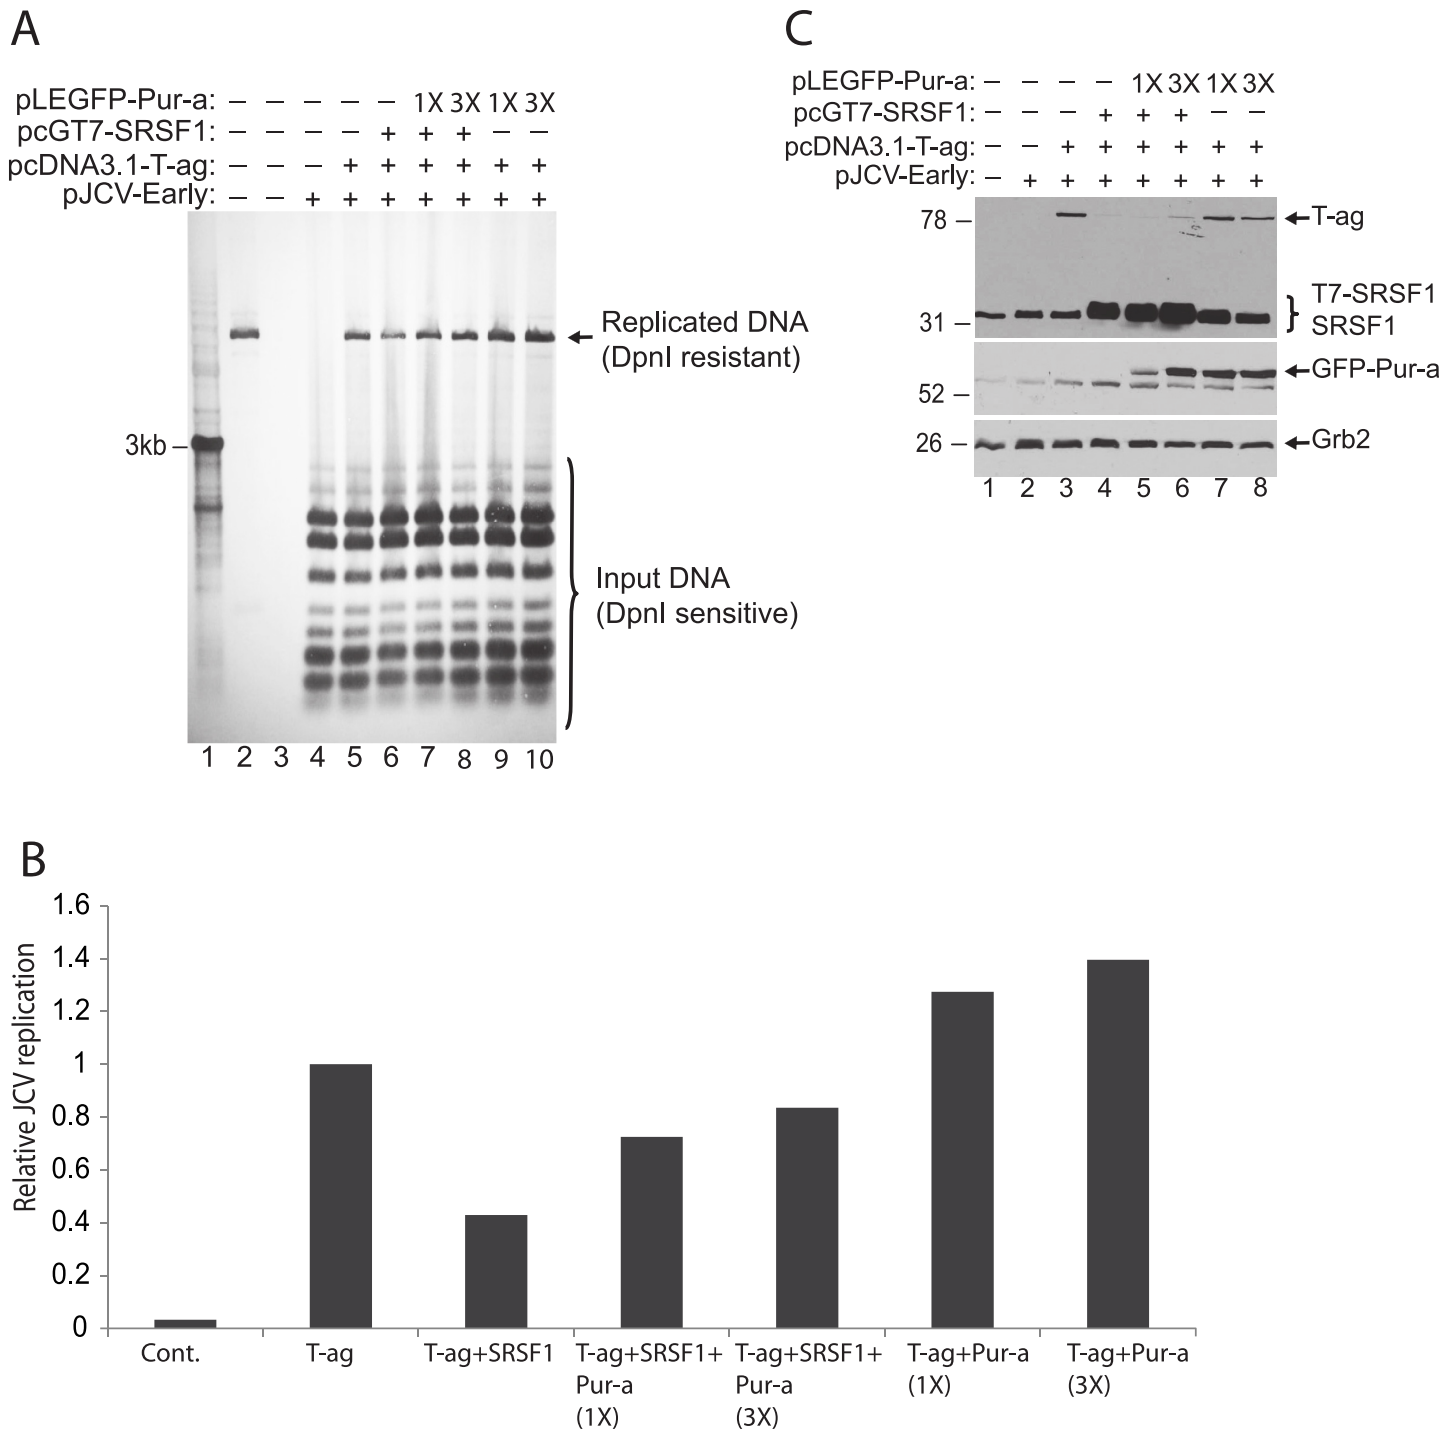 A
pLEGFP-Pur-a: – – – – – 1X 3X 1X 3X
pcGT7-SRSF1: – – – – + + + – –
pcDNA3.1-T-ag: – – – + + + + + +
pJCV-Early: – – + + + + + + +
3kb –
Replicated DNA
(DpnI resistant)
Input DNA
(DpnI sensitive)
1 2 3 4 5 6 7 8 9 10
C
pLEGFP-Pur-a: – – – – 1X 3X 1X 3X
pcGT7-SRSF1: – – – + + + – –
pcDNA3.1-T-ag: – – + + + + + +
pJCV-Early: – + + + + + + +
78 –
T-ag
T7-SRSF1
31 –
SRSF1
GFP-Pur-a
52 –
26 –
Grb2
1 2 3 4 5 6 7 8
B
Relative JCV replication
1.6
1.4
1.2
1
0.8
0.6
0.4
0.2
0
Cont.
T-ag
T-ag+SRSF1
T-ag+SRSF1+
Pur-a
(1X)
T-ag+SRSF1+
Pur-a
(3X)
T-ag+Pur-a
(1X)
T-ag+Pur-a
(3X)